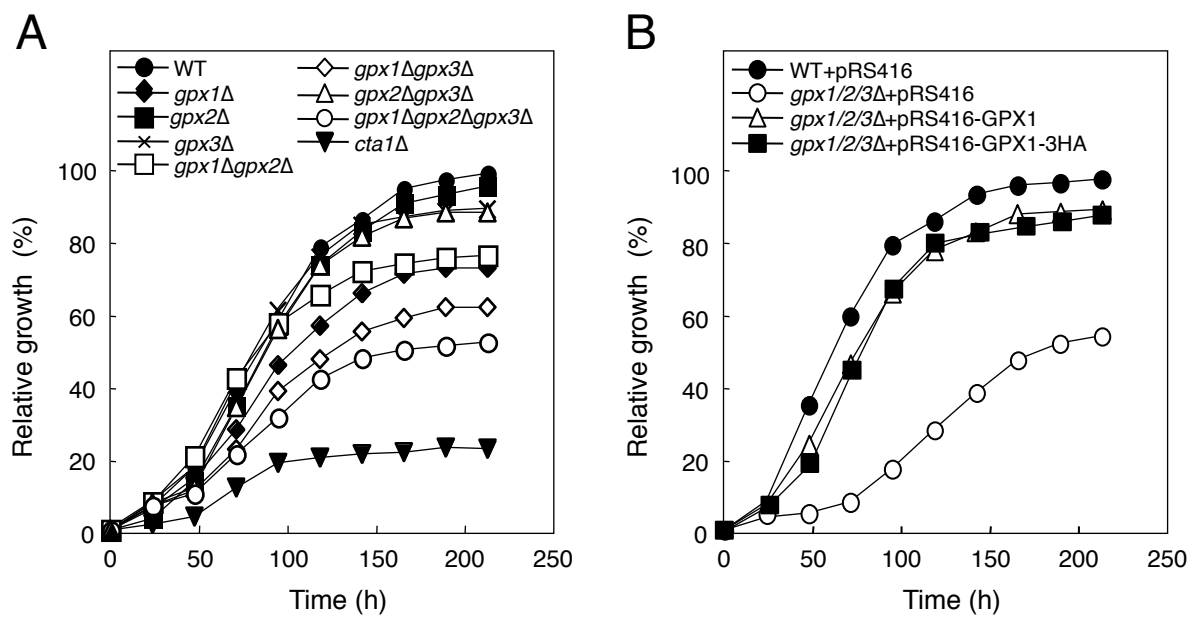 A
WT
gpx1Δ
gpx2Δ
gpx3Δ
gpx1Δgpx2Δ
gpx1Δgpx3Δ
gpx2Δgpx3Δ
gpx1Δgpx2Δgpx3Δ
cta1Δ
Relative growth (%)
100
80
60
40
20
0
0 50 100 150 200 250
Time (h)
B
WT+pRS416
gpx1/2/3Δ+pRS416
gpx1/2/3Δ+pRS416-GPX1
gpx1/2/3Δ+pRS416-GPX1-3HA
Relative growth (%)
100
80
60
40
20
0
0 50 100 150 200 250
Time (h)